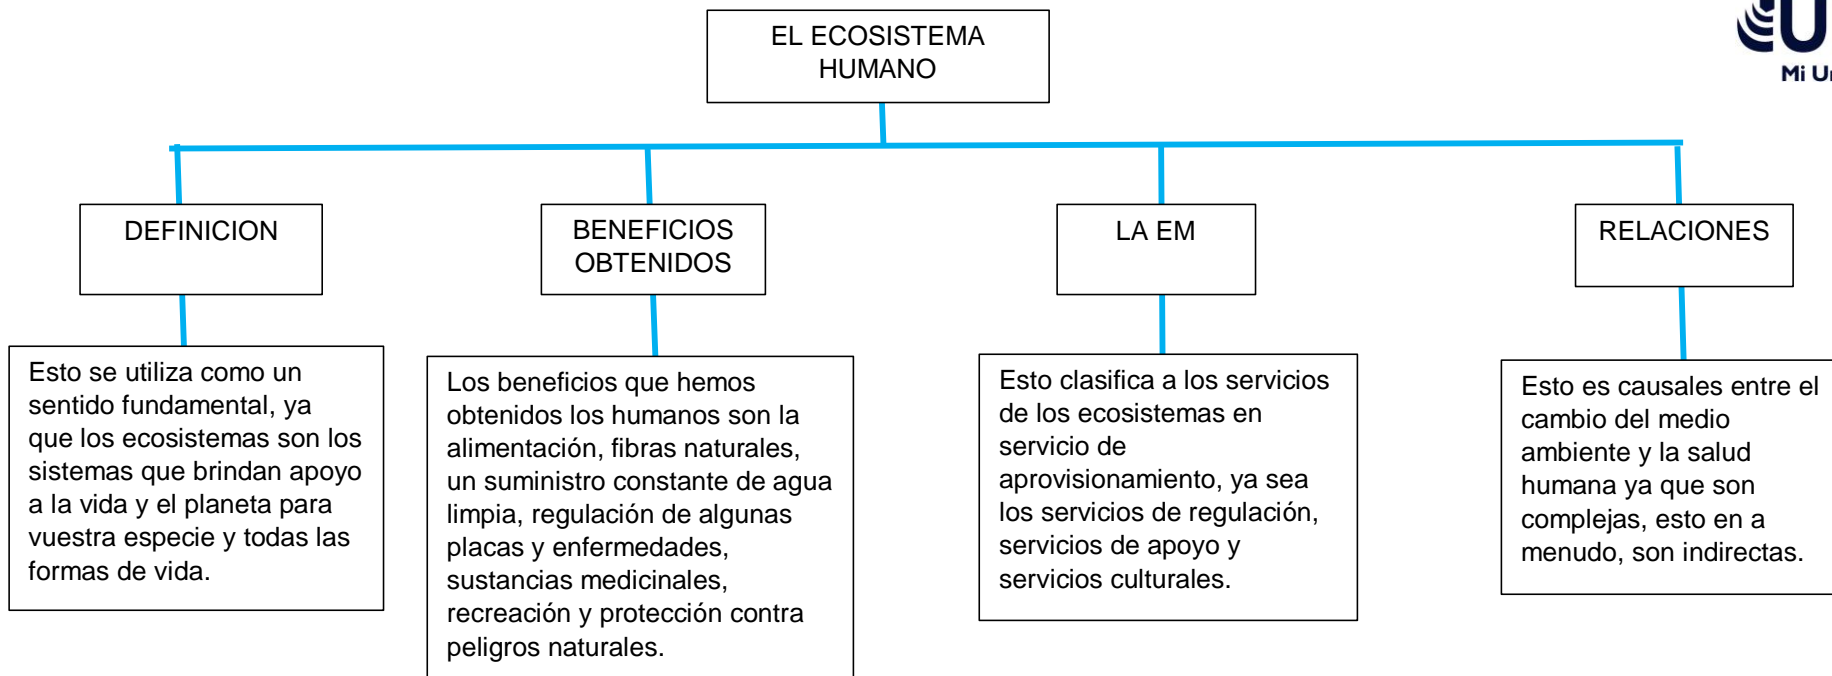 EL ECOSISTEMA
HUMANO
Mi
DEFINICION
BENEFICIOS
OBTENIDOS
LA EM
RELACIONES
Esto se utiliza como un
sentido fundamental, ya
que los ecosistemas son los
sistemas que brindan apoyo
a la vida y el planeta para
vuestra especie y todas las
formas de vida.
Los beneficios que hemos
obtenidos los humanos son la
alimentación, fibras naturales,
un suministro constante de agua
limpia, regulación de algunas
placas y enfermedades,
sustancias medicinales,
recreación y protección contra
peligros naturales.
Esto clasifica a los servicios
de los ecosistemas en
servicio de
aprovisionamiento, ya sea
los servicios de regulación,
servicios de apoyo y
servicios culturales.
Esto es causales entre el
cambio del medio
ambiente y la salud
humana ya que son
complejas, esto en a
menudo, son indirectas.